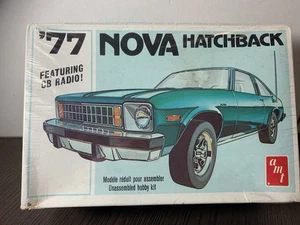 '77 NOVA HATCHBACK
FEATURING
CB RADIO!
Modèle réduit pour assembler
Unassembled hobby kit
amt